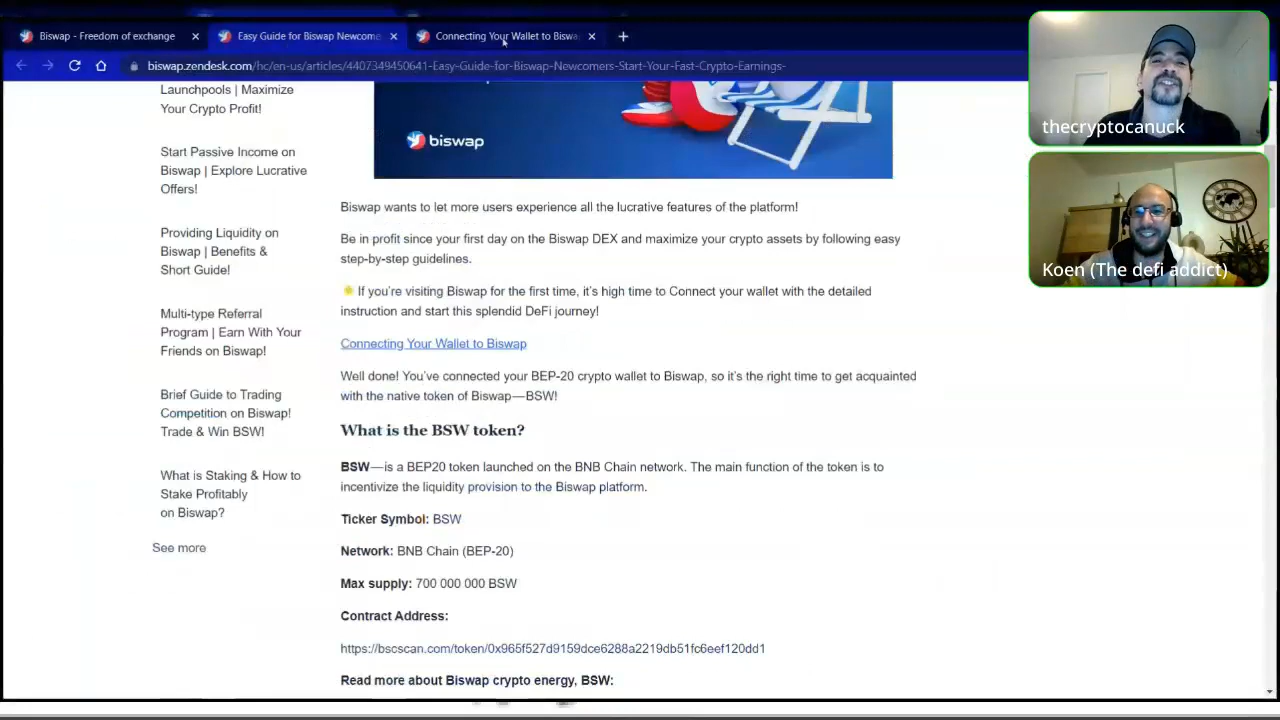 Biswap - Freedom of exchange
Easy Guide for Biswap Newcome
Connecting Your Wallet to Biswa
biswap.zendesk.com/hc/en-us/articles/4407349450641-Easy-Guide-for-Biswap-Newcomers-Start-Your-Fast-Crypto-Earnings-
thecryptocanuck
Koen (The defi addict)
Launchpools | Maximize
Your Crypto Profit!
Start Passive Income on
Biswap | Explore Lucrative
Offers!
Providing Liquidity on
Biswap | Benefits &
Short Guide!
Multi-type Referral
Program | Earn With Your
Friends on Biswap!
Brief Guide to Trading
Competition on Biswap!
Trade & Win BSW!
What is Staking & How to
Stake Profitably
on Biswap?
See more
biswap
Biswap wants to let more users experience all the lucrative features of the platform!
Be in profit since your first day on the Biswap DEX and maximize your crypto assets by following easy
step-by-step guidelines.
If you're visiting Biswap for the first time, it's high time to Connect your wallet with the detailed
instruction and start this splendid DeFi journey!
Connecting Your Wallet to Biswap
Well done! You've connected your BEP-20 crypto wallet to Biswap, so it's the right time to get acquainted
with the native token of Biswap—BSW!
What is the BSW token?
BSW—is a BEP20 token launched on the BNB Chain network. The main function of the token is to
incentivize the liquidity provision to the Biswap platform.
Ticker Symbol: BSW
Network: BNB Chain (BEP-20)
Max supply: 700 000 000 BSW
Contract Address:
https://bscscan.com/token/0x965f527d9159dce6288a2219db51fc6eef120dd1
Read more about Biswap crypto energy, BSW: